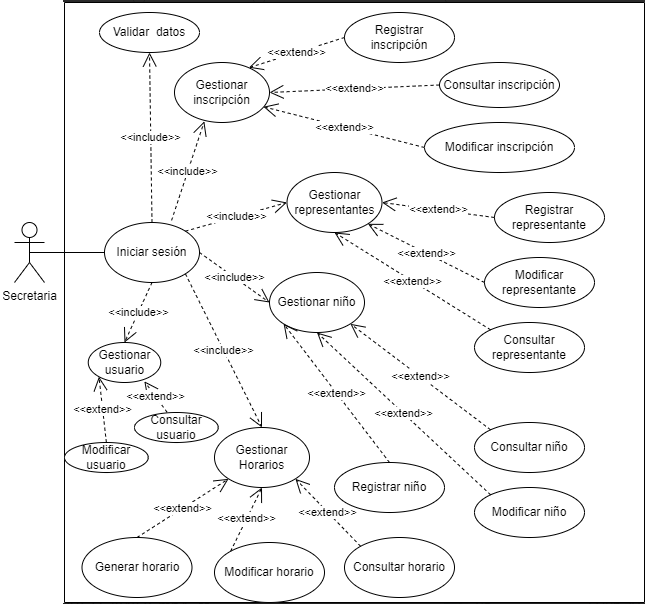 Validar datos
Registrar
inscripción
<<extend>>
Gestionar
inscripción
Consultar inscripción
<<extend>>
<<extend>>
<<include>>
Modificar inscripción
<<include>>
Gestionar
representantes
<<extend>>
Registrar
representante
<<include>>
Iniciar sesión
<<extend>>
Modificar
representante
<<include>>
<<extend>>
Secretaria
Gestionar niño
<<include>>
Consultar
representante
<<include>>
Gestionar
usuario
<<extend>>
<<extend>>
<<extend>>
<<extend>>
<<extend>>
Consultar
usuario
Modificar
usuario
Gestionar
Horarios
Consultar niño
Registrar niño
<<extend>>
<<extend>>
<<extend>>
Modificar niño
Generar horario
Modificar horario
Consultar horario